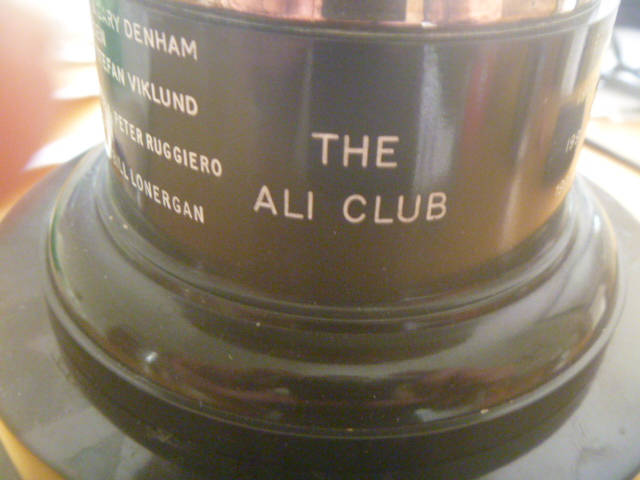 DENHAM
VIKLUND
PETER RUGGIERO
LONERGAN
THE
ALI CLUB